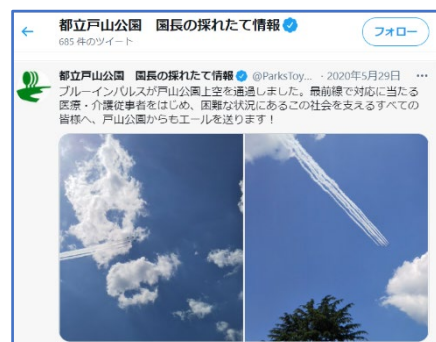 都立戸山公園　園長の採れたて情報
685 件のツイート
フォロー
都立戸山公園　園長の採れたて情報 @ParksToy... ・2020年5月29日 …
ブルーインパルスが戸山公園上空を通過しました。最前線で対応に当たる
医療・介護従事者をはじめ、困難な状況にあるこの社会を支えるすべての
皆様へ、戸山公園からもエールを送ります！